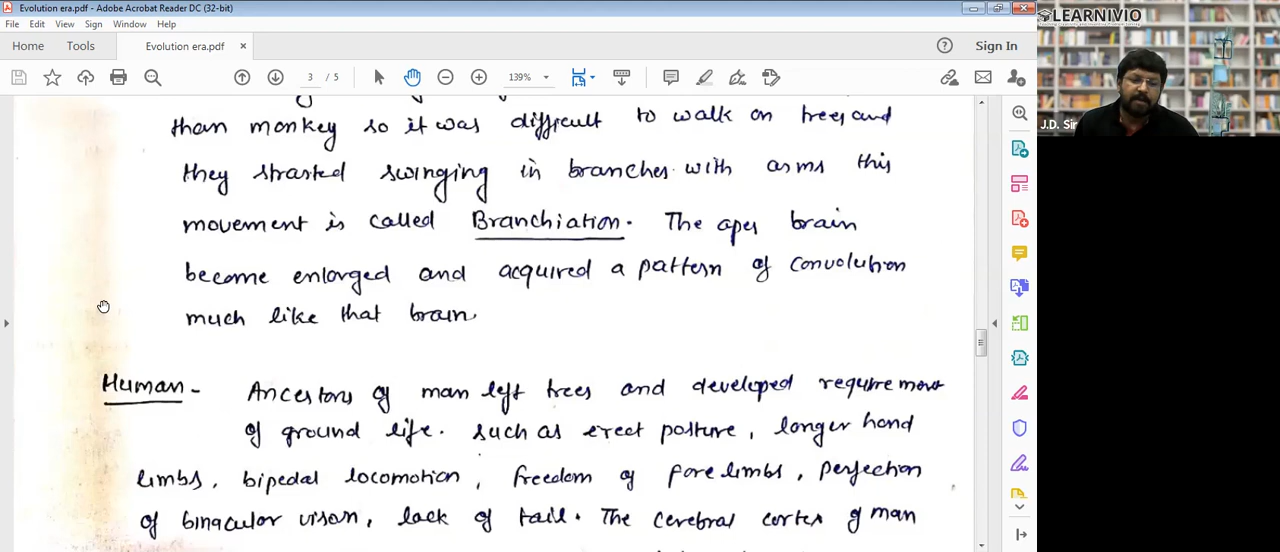 Evolution era.pdf - Adobe Acrobat Reader DC (32-bit)
File Edit View Sign Window Help
Home Tools Evolution era.pdf × Sign In
3 / 5 139%
LEARNIVIO
J.D. Sir
than monkey so it was difficult to walk on trees and
they strarted swinging in branches with arms this
movement is called Branchiation. The apes brain
become enlarged and acquired a pattern of convolution
much like that brain
Human - Ancestors of man left trees and developed require
of ground life. such as erect posture, longer hand
limbs, bipedal locomotion, freedom of fore limbs, perfection
of binacular vison, lack of tail. The cerebral cortex of man